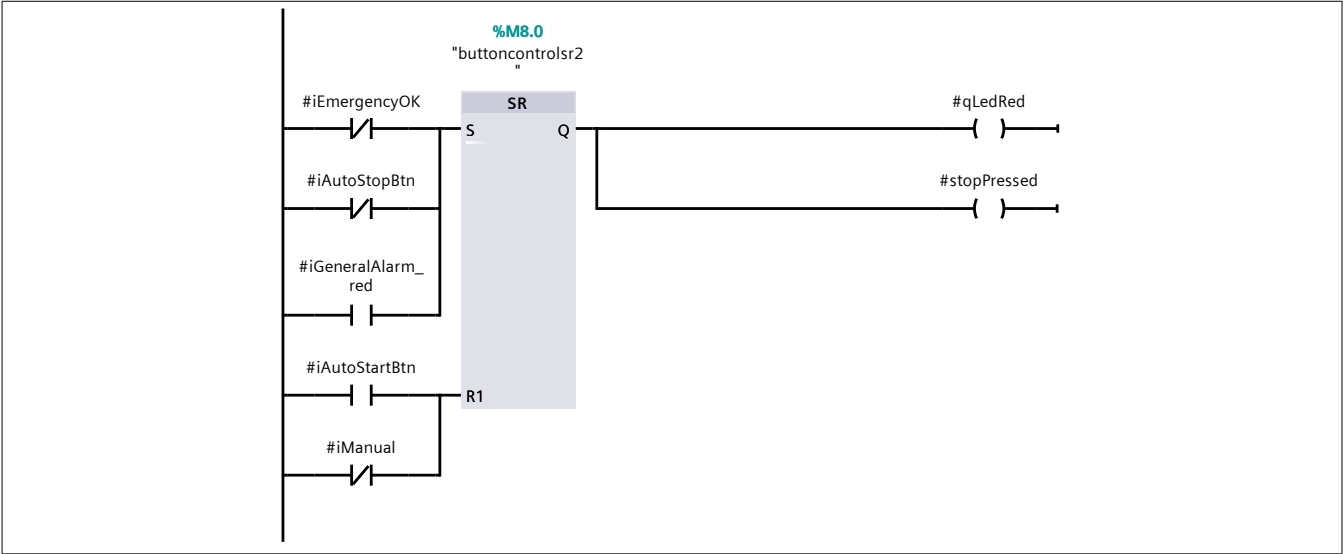 %M8.0
"buttoncontrolsr2
"
#iEmergencyOK
SR
#qLedRed
S
Q
#iAutoStopBtn
#stopPressed
#iGeneralAlarm_
red
#iAutoStartBtn
R1
#iManual